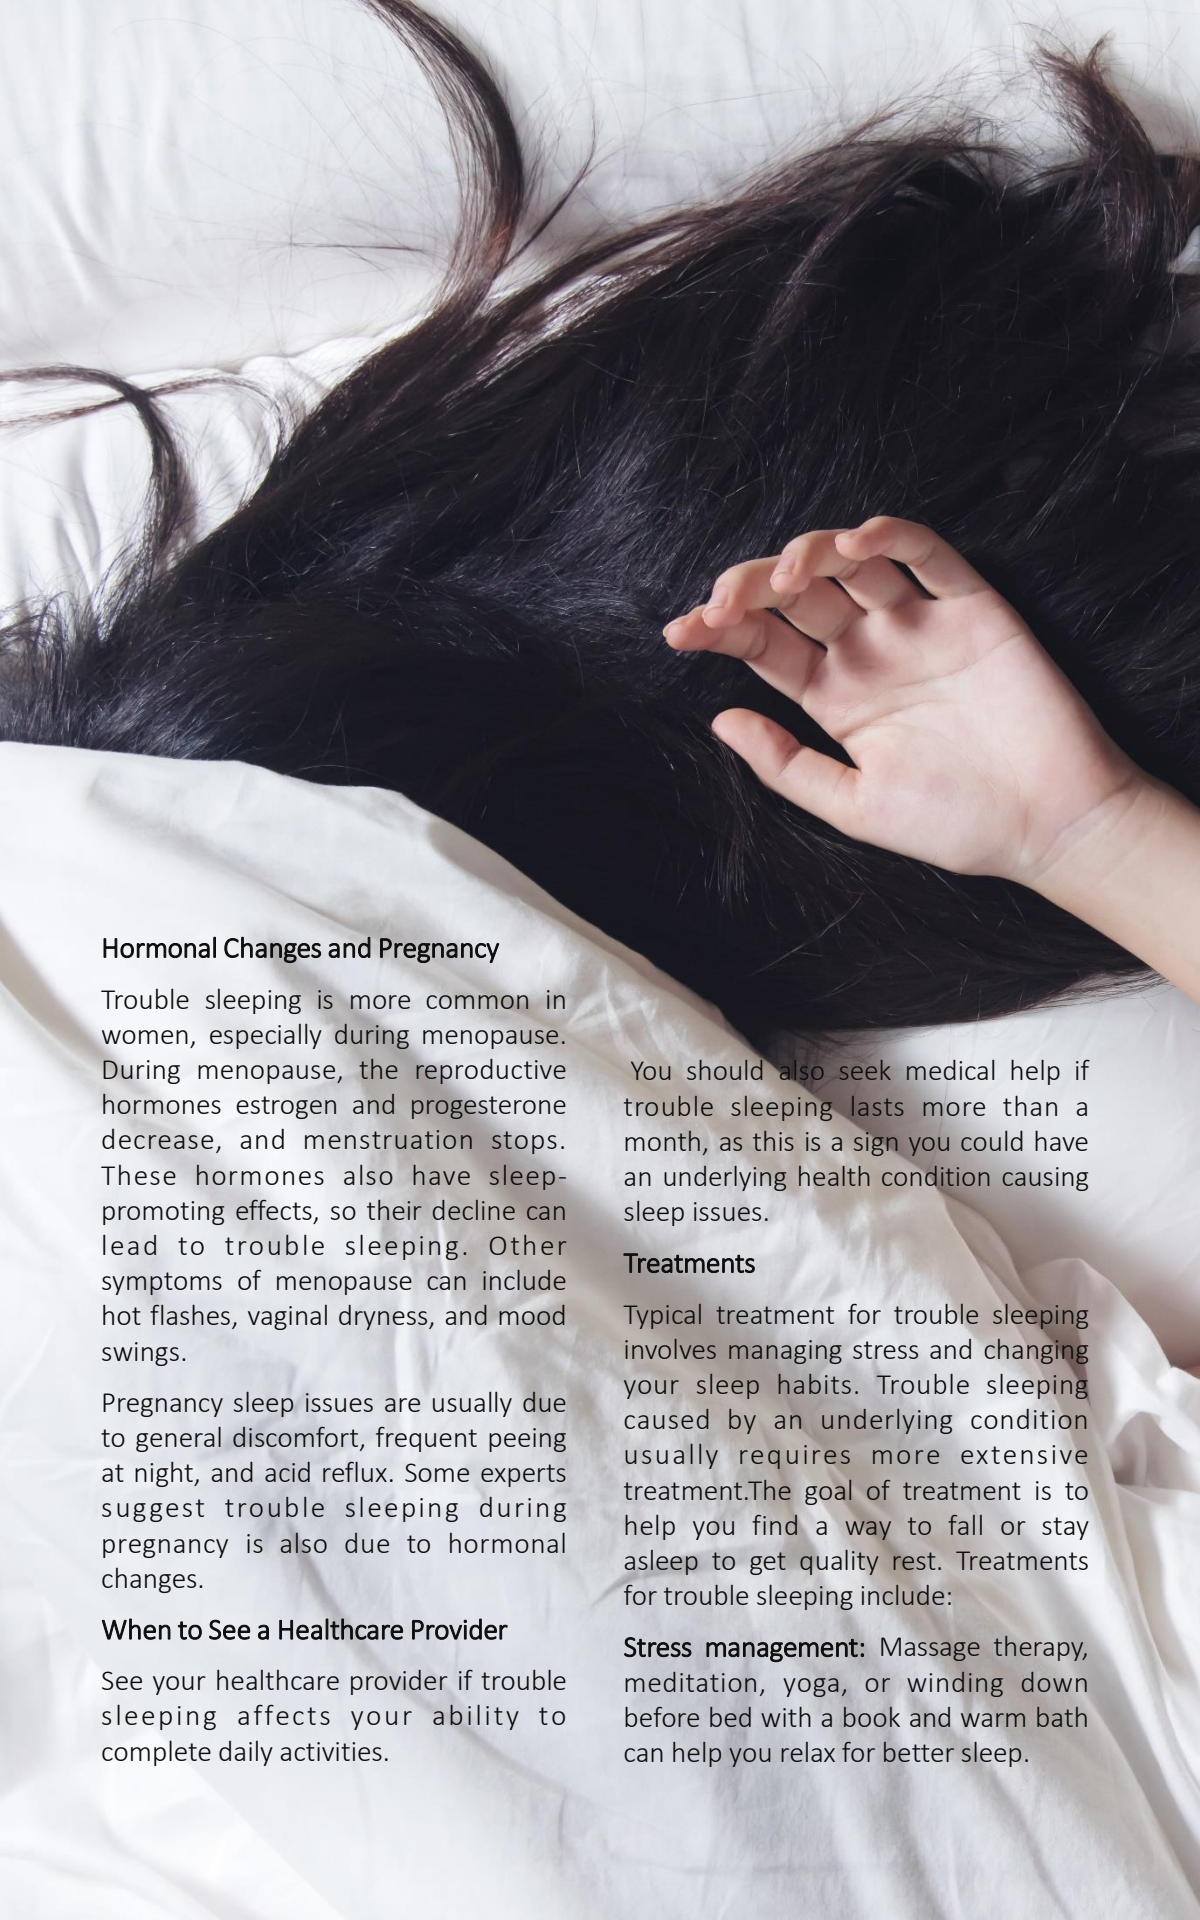 Hormonal Changes and Pregnancy
Trouble sleeping is more common in
women, especially during menopause.
During menopause, the reproductive
hormones estrogen and progesterone
decrease, and menstruation stops.
These hormones also have sleep-
promoting effects, so their decline can
lead to trouble sleeping. Other
symptoms of menopause can include
hot flashes, vaginal dryness, and mood
swings.
Pregnancy sleep issues are usually due
to general discomfort, frequent peeing
at night, and acid reflux. Some experts
suggest trouble sleeping during
pregnancy is also due to hormonal
changes.
When to See a Healthcare Provider
See your healthcare provider if trouble
sleeping affects your ability to
complete daily activities.
You should also seek medical help if
trouble sleeping lasts more than a
month, as this is a sign you could have
an underlying health condition causing
sleep issues.
Treatments
Typical treatment for trouble sleeping
involves managing stress and changing
your sleep habits. Trouble sleeping
caused by an underlying condition
usually requires more extensive
treatment.The goal of treatment is to
help you find a way to fall or stay
asleep to get quality rest. Treatments
for trouble sleeping include:
Stress management: Massage therapy,
meditation, yoga, or winding down
before bed with a book and warm bath
can help you relax for better sleep.